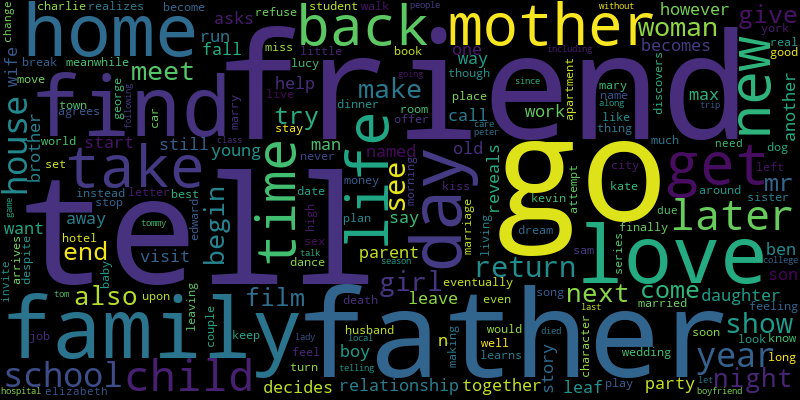 charlie realizes become
student walk people
without
change
home
back
mother
asks
refuse
however
york
wife
break
meanwhile
run
fall
miss
little
book
woman
give
real
good
friend
find
meet
lucy
help
one
way
becomes
move
george
car
marry
live
make
though
apartment
since
discovers
max
new
another
town
agrees
following
dinner
place
mary
name
along
trip
house
brother
world
try
room
offer
call
work
like
thing
much
need
dog
start
still
stay
care
peter
class
young
man
old
going
including
set
take
named
never
life
see
day
reveals
go
get
mr
left
instead
letter
best
date
morning
kiss
attempt
city
kate
around
sister
game
stop
tell
time
money
marriage
kevin
later
want
away
tommy
edward
begin
high
plan
say
living
dream
finally
due
arrives
hotel
sex
parent
sam
series
love
ben
college
despite
end
visit
talk
dance
season
return
son
invite
baby
girl
eventually
tom
also
upon
leaving
film
death
leave
even
song
next
come
daughter
married
feeling
family
father
job
couple
keep
lady
husband
local
n
would
last
character
soon
show
look
know
feel
boy
making
well
died
wedding
year
long
school
child
turn
telling
learns
story
night
hospital
elizabeth
decides
relationship
together
leaf
play
party
let
boyfriend